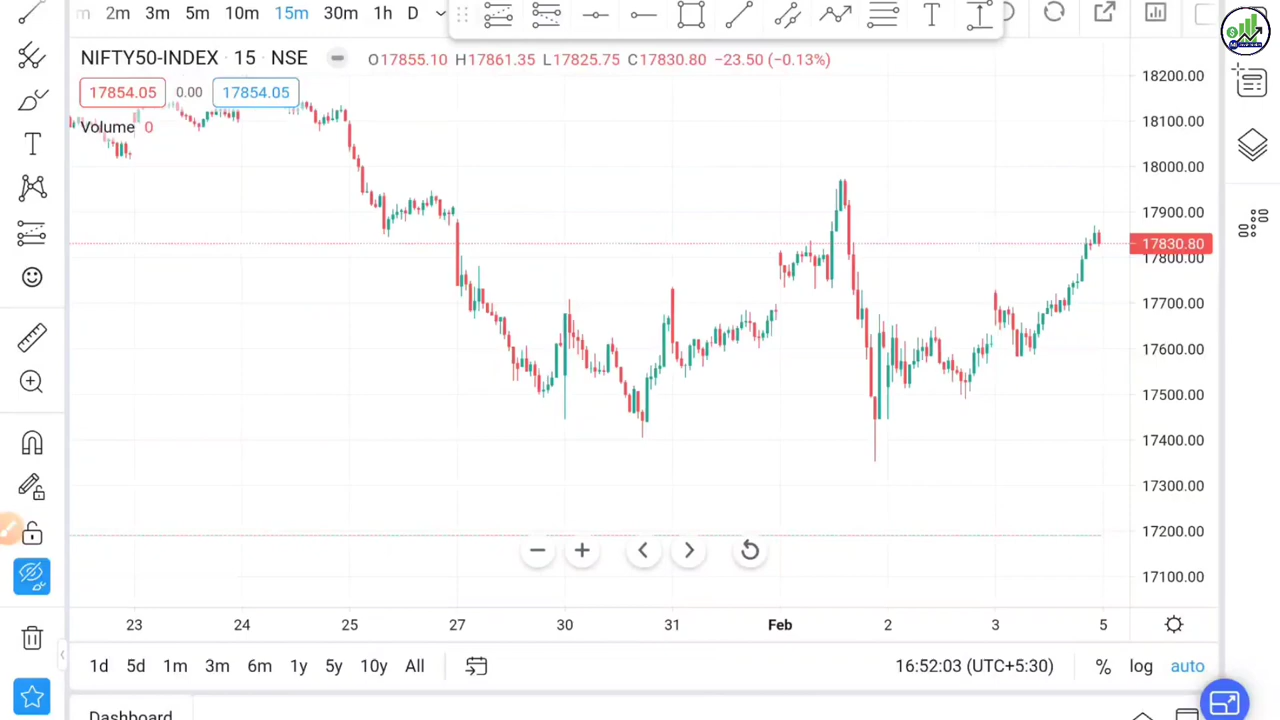 m 2m 3m 5m 10m 15m 30m 1h D
NIFTY50-INDEX · 15 · NSE O17855.10 H17861.35 L17825.75 C17830.80 −23.50 (−0.13%)
17854.05 0.00 17854.05
Volume 0
18200.00
18100.00
18000.00
17900.00
17830.80
17800.00
17700.00
17600.00
17500.00
17400.00
17300.00
17200.00
17100.00
23 24 25 27 30 31 Feb 2 3 5
1d 5d 1m 3m 6m 1y 5y 10y All 16:52:03 (UTC+5:30) % log auto
Dashboard